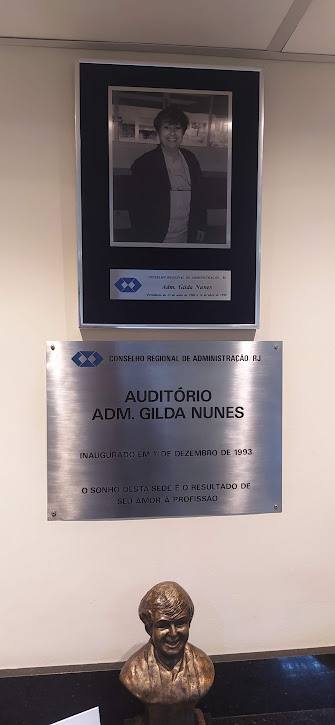 CONSELHO REGIONAL DE ADMINISTRAÇÃO RJ
Adm. Gilda Nunes
CONSELHO REGIONAL DE ADMINISTRAÇÃO RJ
AUDITÓRIO
ADM. GILDA NUNES
INAUGURADO EM 1º DEZEMBRO DE 1993
O SONHO DESTA SEDE É O RESULTADO DE
SEU AMOR À PROFISSÃO